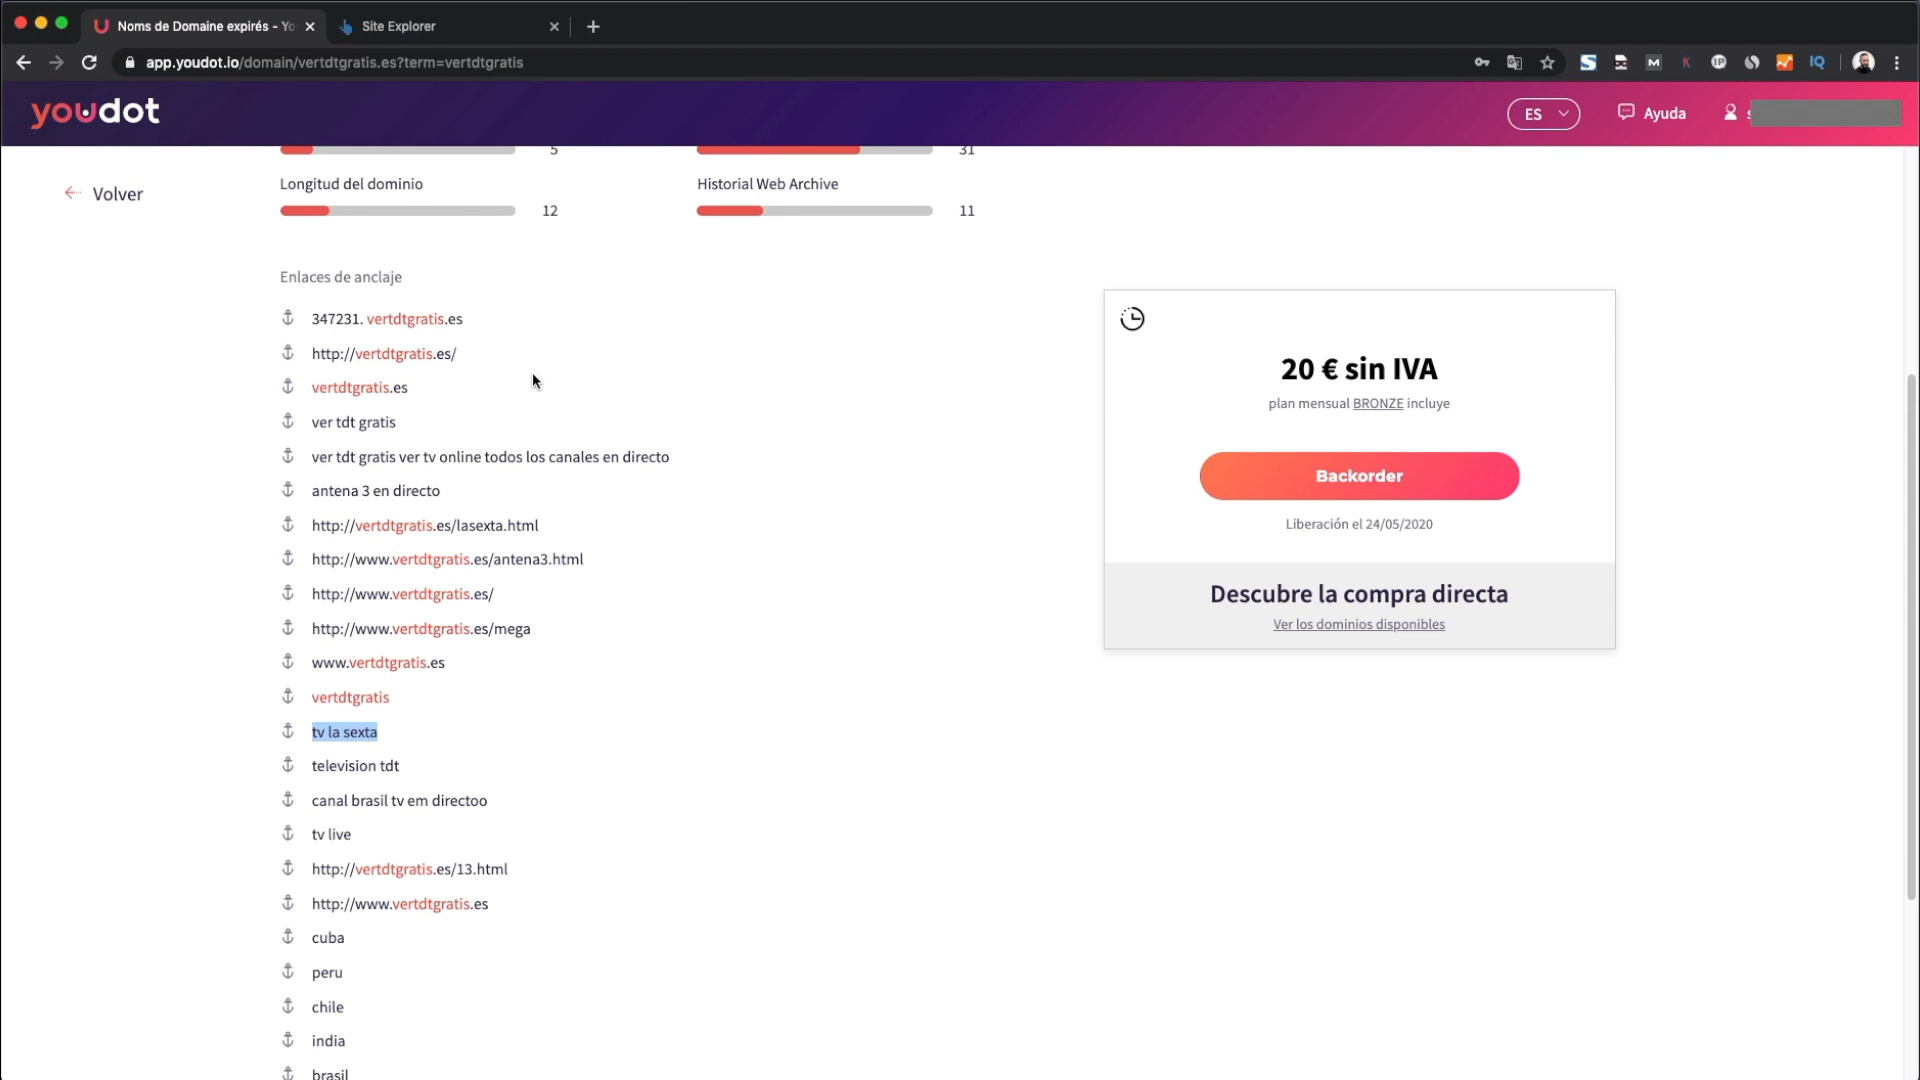 Noms de Domaine expirés - Yo
Site Explorer
app.youdot.io/domain/vertdtgratis.es?term=vertdtgratis
youdot
ES
Ayuda
s
5
31
Volver
Longitud del dominio
Historial Web Archive
12
11
Enlaces de anclaje
347231. vertdtgratis.es
http://vertdtgratis.es/
vertdtgratis.es
ver tdt gratis
ver tdt gratis ver tv online todos los canales en directo
antena 3 en directo
http://vertdtgratis.es/lasexta.html
http://www.vertdtgratis.es/antena3.html
http://www.vertdtgratis.es/
http://www.vertdtgratis.es/mega
www.vertdtgratis.es
vertdtgratis
tv la sexta
television tdt
canal brasil tv em directoo
tv live
http://vertdtgratis.es/13.html
http://www.vertdtgratis.es
cuba
peru
chile
india
brasil
20 € sin IVA
plan mensual BRONZE incluye
Backorder
Liberación el 24/05/2020
Descubre la compra directa
Ver los dominios disponibles